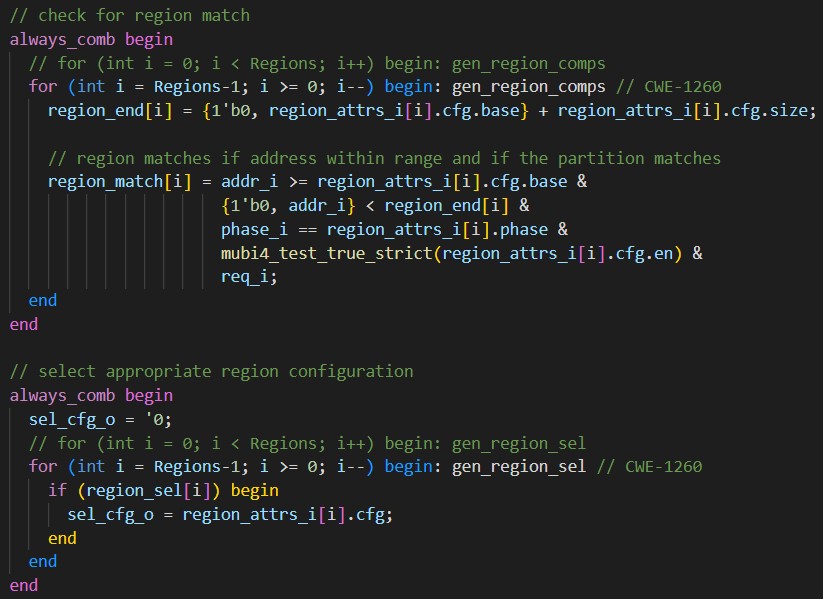 // check for region match
always_comb begin
  // for (int i = 0; i < Regions; i++) begin: gen_region_comps
  for (int i = Regions-1; i >= 0; i--) begin: gen_region_comps // CWE-1260
    region_end[i] = {1'b0, region_attrs_i[i].cfg.base} + region_attrs_i[i].cfg.size;

    // region matches if address within range and if the partition matches
    region_match[i] = addr_i >= region_attrs_i[i].cfg.base &
                      {1'b0, addr_i} < region_end[i] &
                      phase_i == region_attrs_i[i].phase &
                      mubi4_test_true_strict(region_attrs_i[i].cfg.en) &
                      req_i;
  end
end

// select appropriate region configuration
always_comb begin
  sel_cfg_o = '0;
  // for (int i = 0; i < Regions; i++) begin: gen_region_sel
  for (int i = Regions-1; i >= 0; i--) begin: gen_region_sel // CWE-1260
    if (region_sel[i]) begin
      sel_cfg_o = region_attrs_i[i].cfg;
    end
  end
end